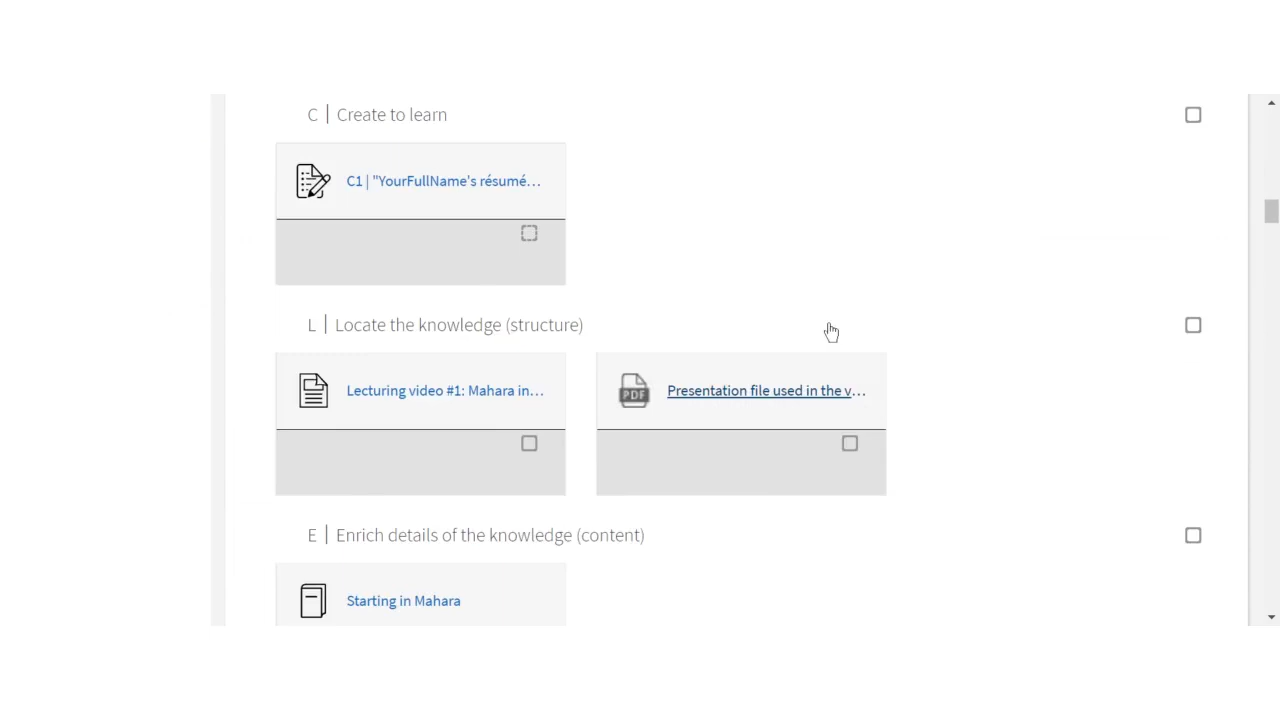 C | Create to learn
C1 | "YourFullName's résumé...
L | Locate the knowledge (structure)
Lecturing video #1: Mahara in...
PDF
Presentation file used in the v...
E | Enrich details of the knowledge (content)
Starting in Mahara